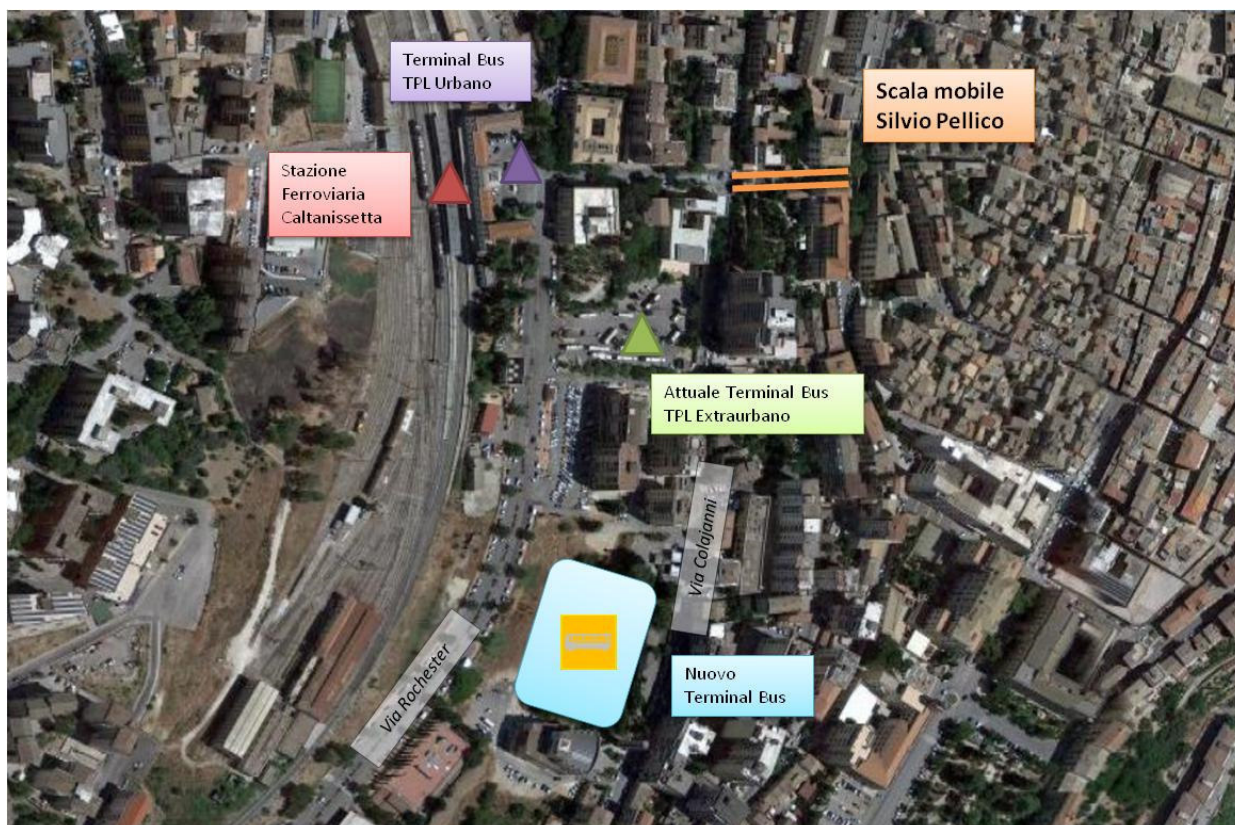 Terminal Bus
TPL Urbano
Scala mobile
Silvio Pellico
Stazione
Ferroviaria
Caltanissetta
Attuale Terminal Bus
TPL Extraurbano
Via Colajanni
Via Rochester
Nuovo
Terminal Bus